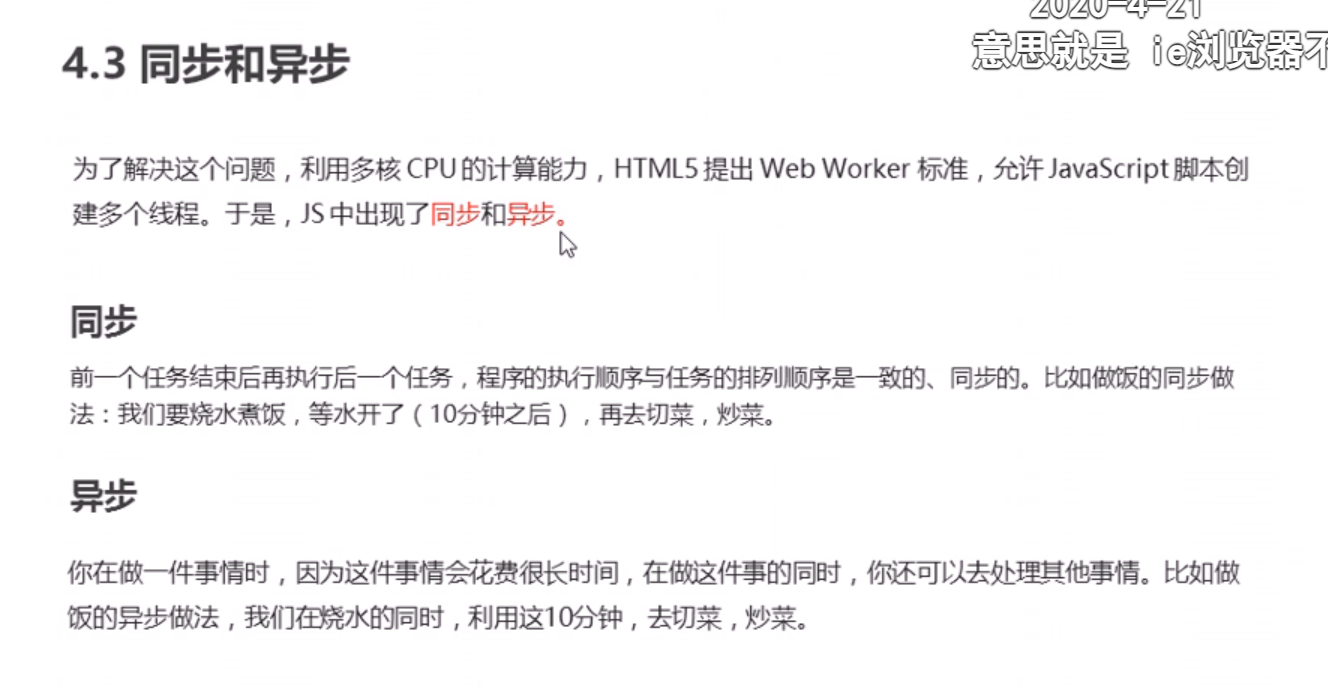 2020-4-21
意思就是 ie浏览器不
4.3 同步和异步
为了解决这个问题，利用多核 CPU 的计算能力，HTML5 提出 Web Worker 标准，允许 JavaScript 脚本创
建多个线程。于是，JS 中出现了同步和异步。
同步
前一个任务结束后再执行后一个任务，程序的执行顺序与任务的排列顺序是一致的、同步的。比如做饭的同步做
法：我们要烧水煮饭，等水开了（10分钟之后），再去切菜，炒菜。
异步
你在做一件事情时，因为这件事情会花费很长时间，在做这件事的同时，你还可以去处理其他事情。比如做
饭的异步做法，我们在烧水的同时，利用这10分钟，去切菜，炒菜。